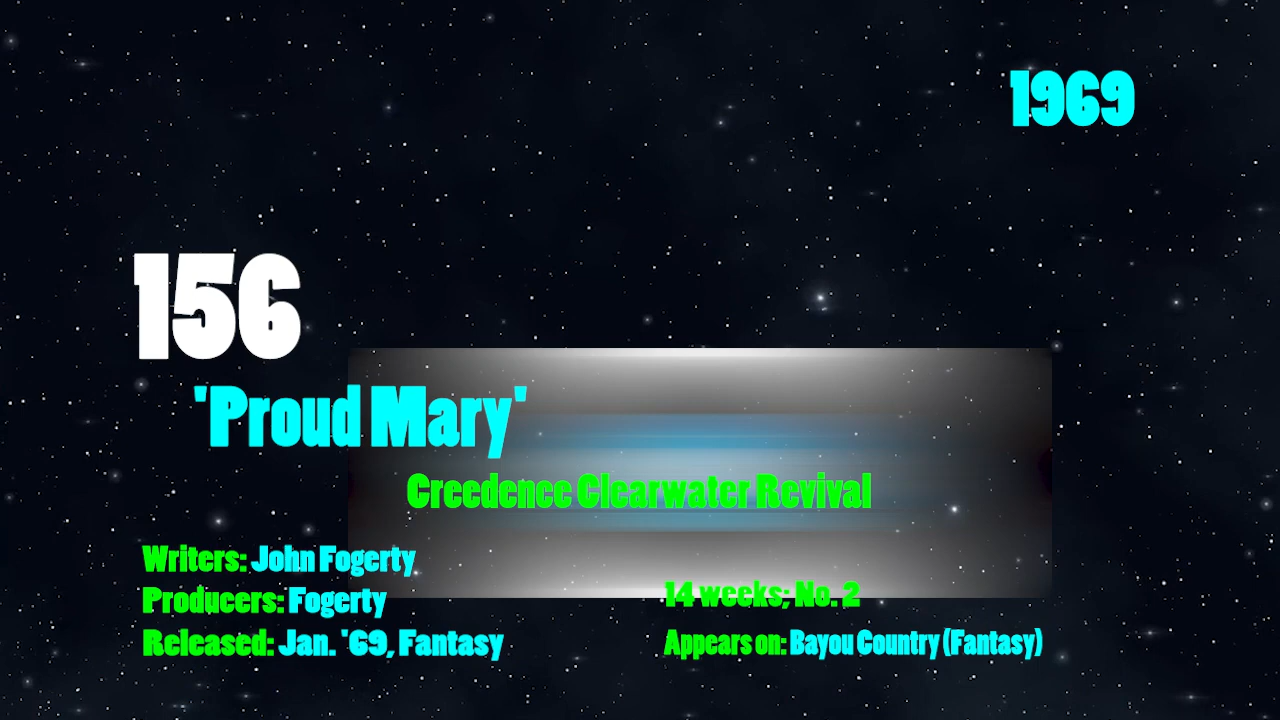 1969
156
'Proud Mary'
Creedence Clearwater Revival
Writers: John Fogerty
Producers: Fogerty
Released: Jan. '69, Fantasy
14 weeks; No. 2
Appears on: Bayou Country (Fantasy)